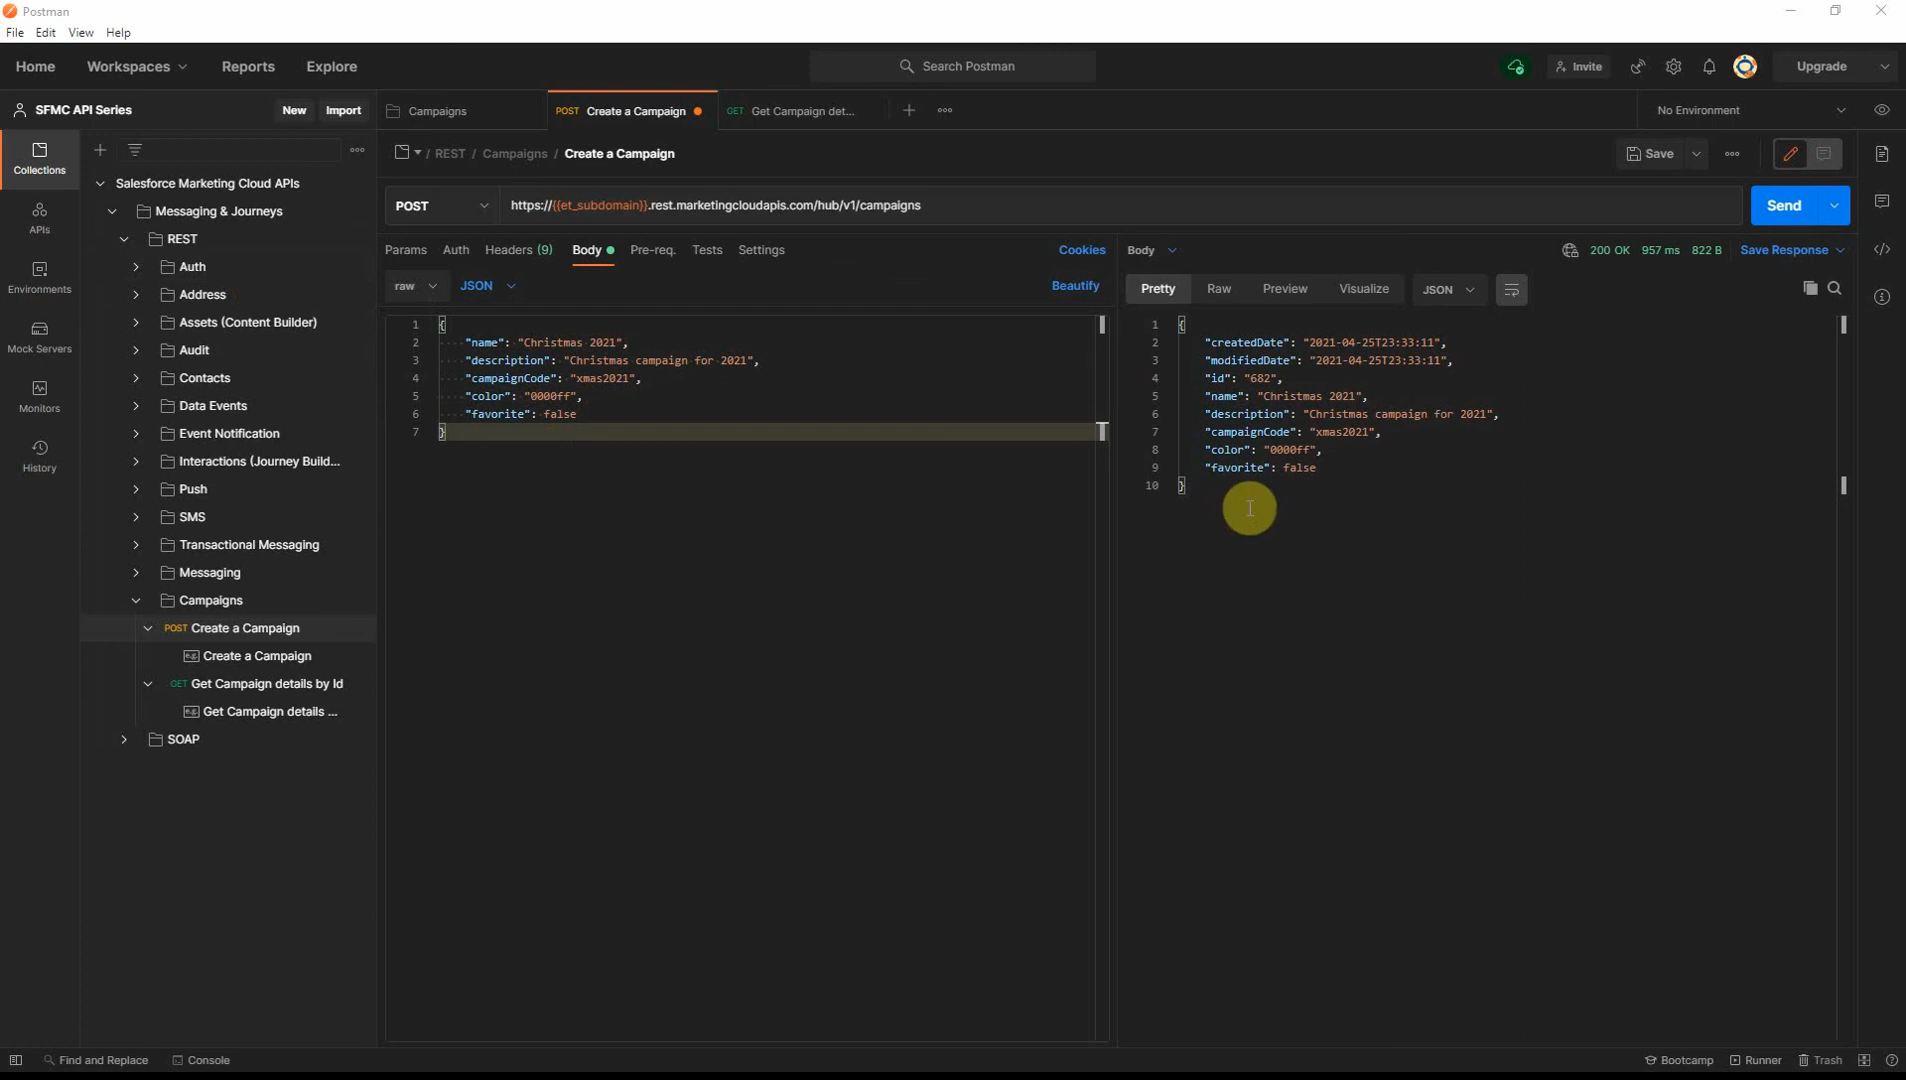 Postman
File Edit View Help
Home Workspaces Reports Explore Search Postman Invite Upgrade
SFMC API Series New Import
Campaigns POST Create a Campaign GET Get Campaign det... No Environment
Collections
APIs
Environments
Mock Servers
Monitors
History
Salesforce Marketing Cloud APIs
Messaging & Journeys
REST
Auth
Address
Assets (Content Builder)
Audit
Contacts
Data Events
Event Notification
Interactions (Journey Build...
Push
SMS
Transactional Messaging
Messaging
Campaigns
POST Create a Campaign
e.g. Create a Campaign
GET Get Campaign details by Id
e.g. Get Campaign details ...
SOAP
/ REST / Campaigns / Create a Campaign Save
POST https://{{et_subdomain}}.rest.marketingcloudapis.com/hub/v1/campaigns Send
Params Auth Headers (9) Body Pre-req. Tests Settings Cookies
raw JSON Beautify
1 {
2 "name": "Christmas 2021",
3 "description": "Christmas campaign for 2021",
4 "campaignCode": "xmas2021",
5 "color": "0000ff",
6 "favorite": false
7 }
Body 200 OK 957 ms 822 B Save Response
Pretty Raw Preview Visualize JSON
1 {
2 "createdDate": "2021-04-25T23:33:11",
3 "modifiedDate": "2021-04-25T23:33:11",
4 "id": "682",
5 "name": "Christmas 2021",
6 "description": "Christmas campaign for 2021",
7 "campaignCode": "xmas2021",
8 "color": "0000ff",
9 "favorite": false
10 }
Find and Replace Console Bootcamp Runner Trash